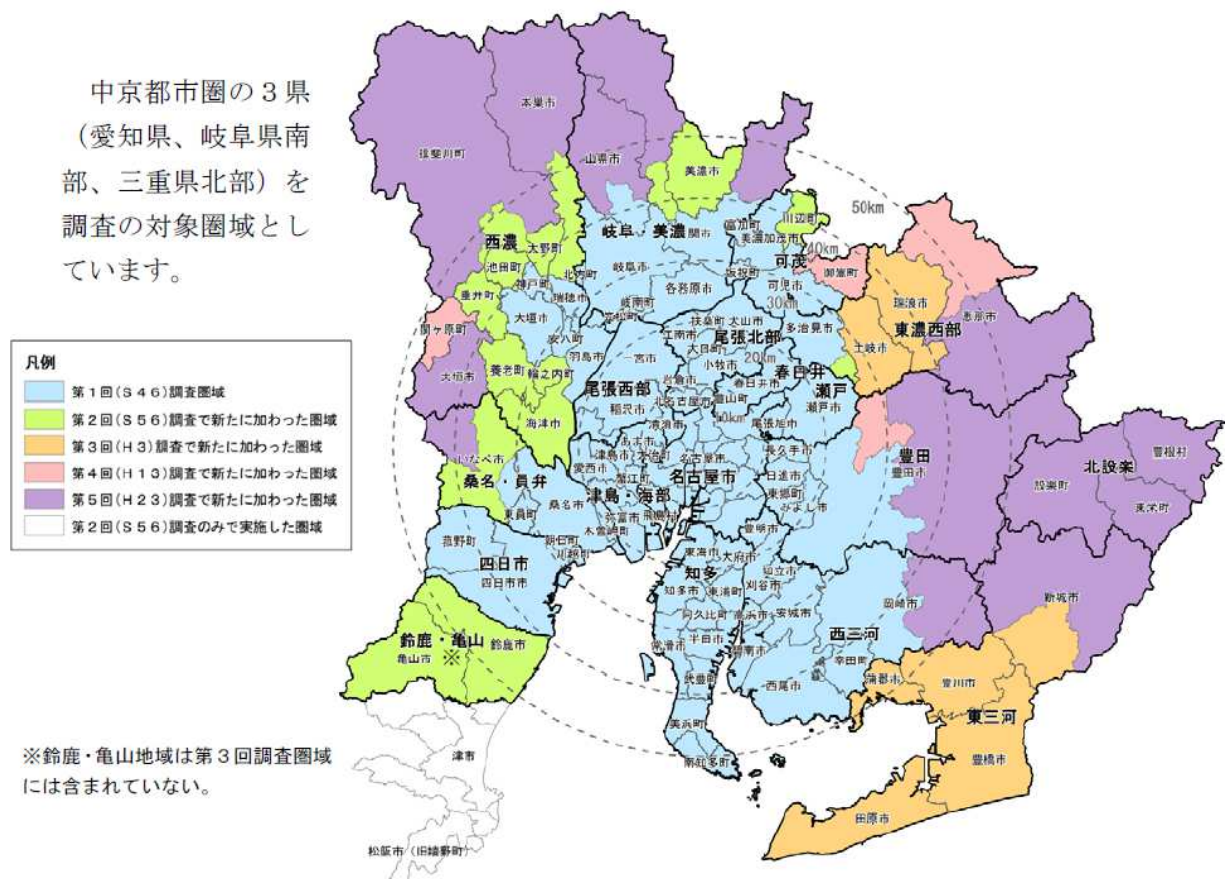 中京都市圏の３県
（愛知県、岐阜県南
部、三重県北部）を
調査の対象圏域とし
ています。
凡例
第１回（Ｓ４６）調査圏域
第２回（Ｓ５６）調査で新たに加わった圏域
第３回（Ｈ３）調査で新たに加わった圏域
第４回（Ｈ１３）調査で新たに加わった圏域
第５回（Ｈ２３）調査で新たに加わった圏域
第２回（Ｓ５６）調査のみで実施した圏域
※鈴鹿・亀山地域は第３回調査圏域
には含まれていない。
本巣市
揖斐川町
山県市
美濃市
50km
川辺町
富加町
美濃加茂市
40km
岐阜・美濃
関市
西濃
大野町
池田町
北方町
神戸町
瑞穂市
岐阜市
坂祝町
可茂
御嵩町
各務原市
可児市
30km
瑞浪市
恵那市
垂井町
大垣市
岐南町
笠松町
関ヶ原町
安八町
羽島市
扶桑町
犬山市
江南市
尾張北部
大口町
多治見市
東濃西部
土岐市
20km
一宮市
小牧市
大垣市
養老町
輪之内町
尾張西部
岩倉市
春日井市
春日井
瀬戸
瀬戸市
稲沢市
北名古屋市
豊山町
10km
海津市
清須市
尾張旭市
いなべ市
あま市
津島市
大治町
名古屋市
長久手市
豊田
豊田市
北設楽
豊根村
設楽町
東栄町
桑名・員弁
愛西市
蟹江町
名古屋市
日進市
津島・海部
東郷町
みよし市
東員町
桑名市
弥富市
飛島村
木曽岬町
豊明市
菰野町
朝日町
川越町
四日市
四日市市
東海市
大府市
知多
知立市
知多市
東浦町
刈谷市
岡崎市
新城市
阿久比町
高浜市
安城市
西三河
鈴鹿・亀山
鈴鹿市
亀山市
※
常滑市
半田市
碧南市
幸田町
武豊町
西尾市
蒲郡市
豊川市
美浜町
東三河
南知多町
豊橋市
津市
田原市
松阪市（旧嬉野町）